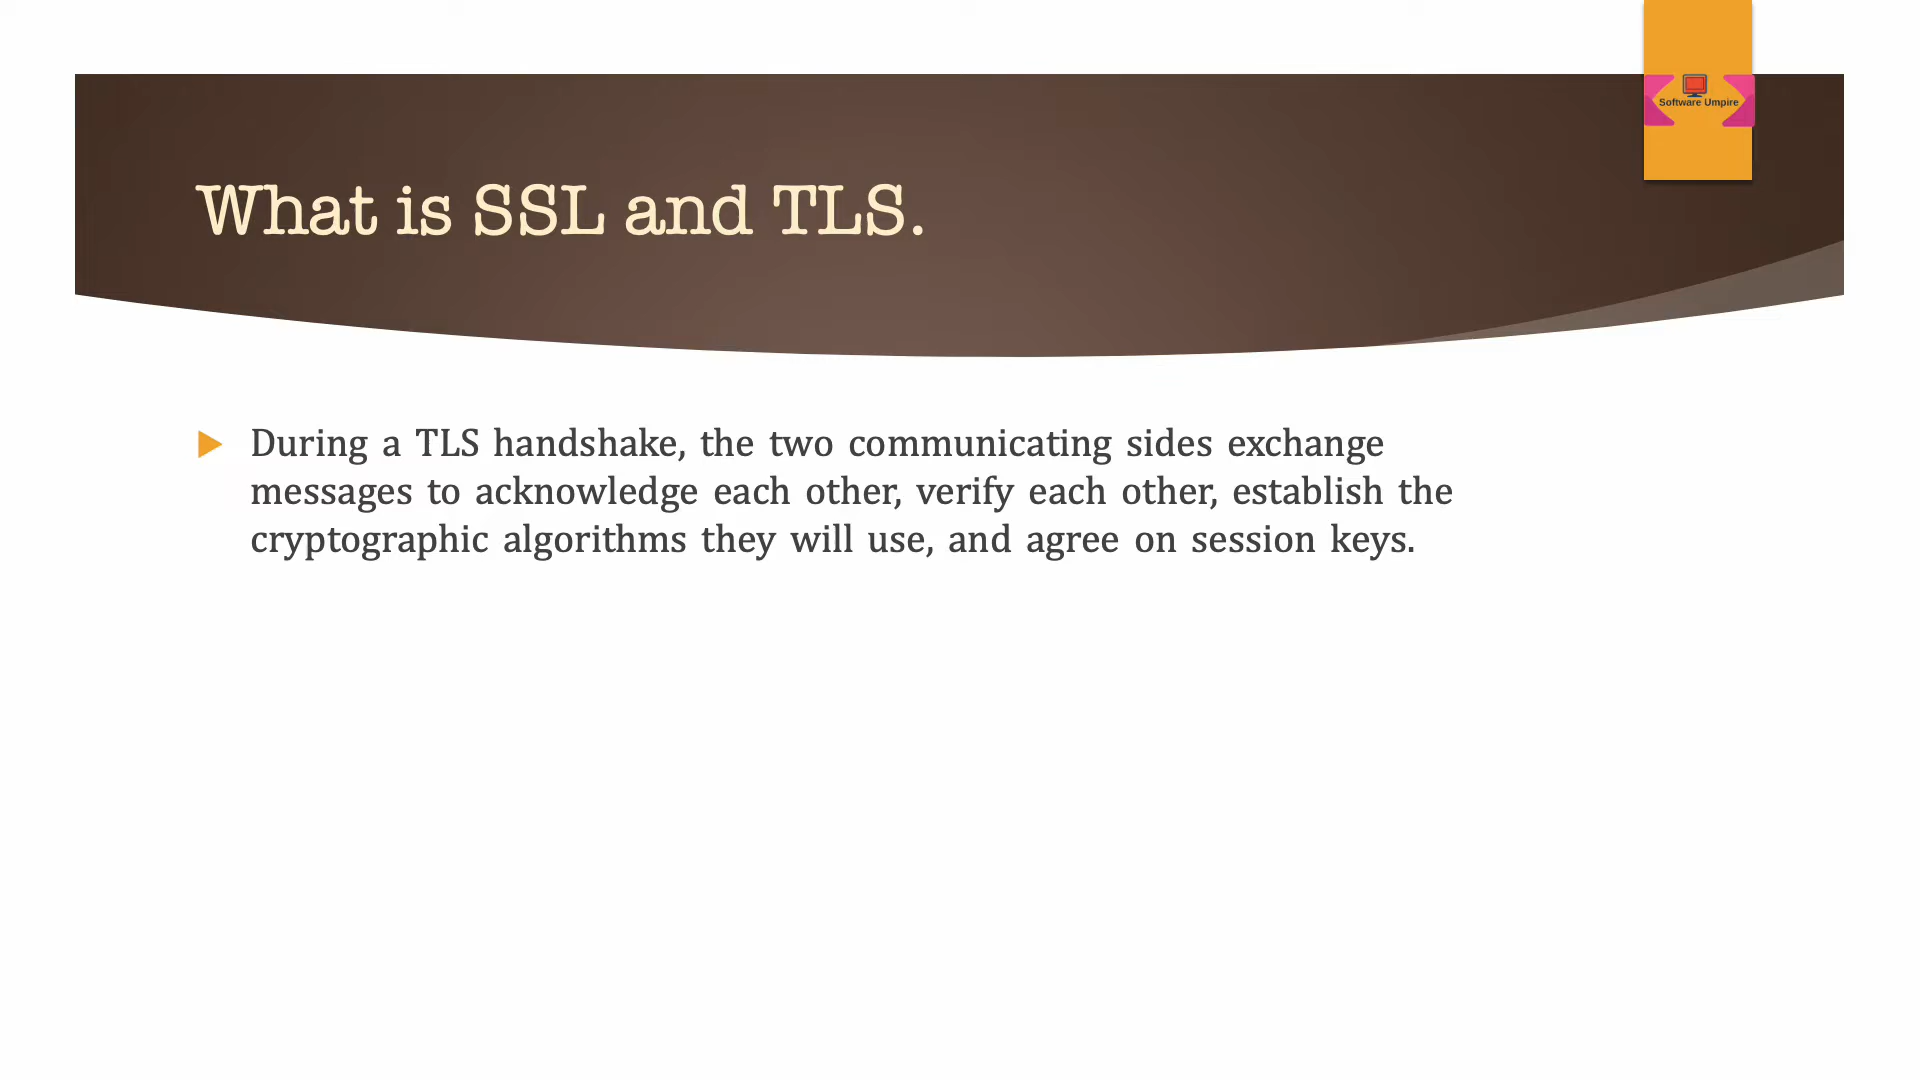 Software Umpire
What is SSL and TLS.
During a TLS handshake, the two communicating sides exchange
messages to acknowledge each other, verify each other, establish the
cryptographic algorithms they will use, and agree on session keys.